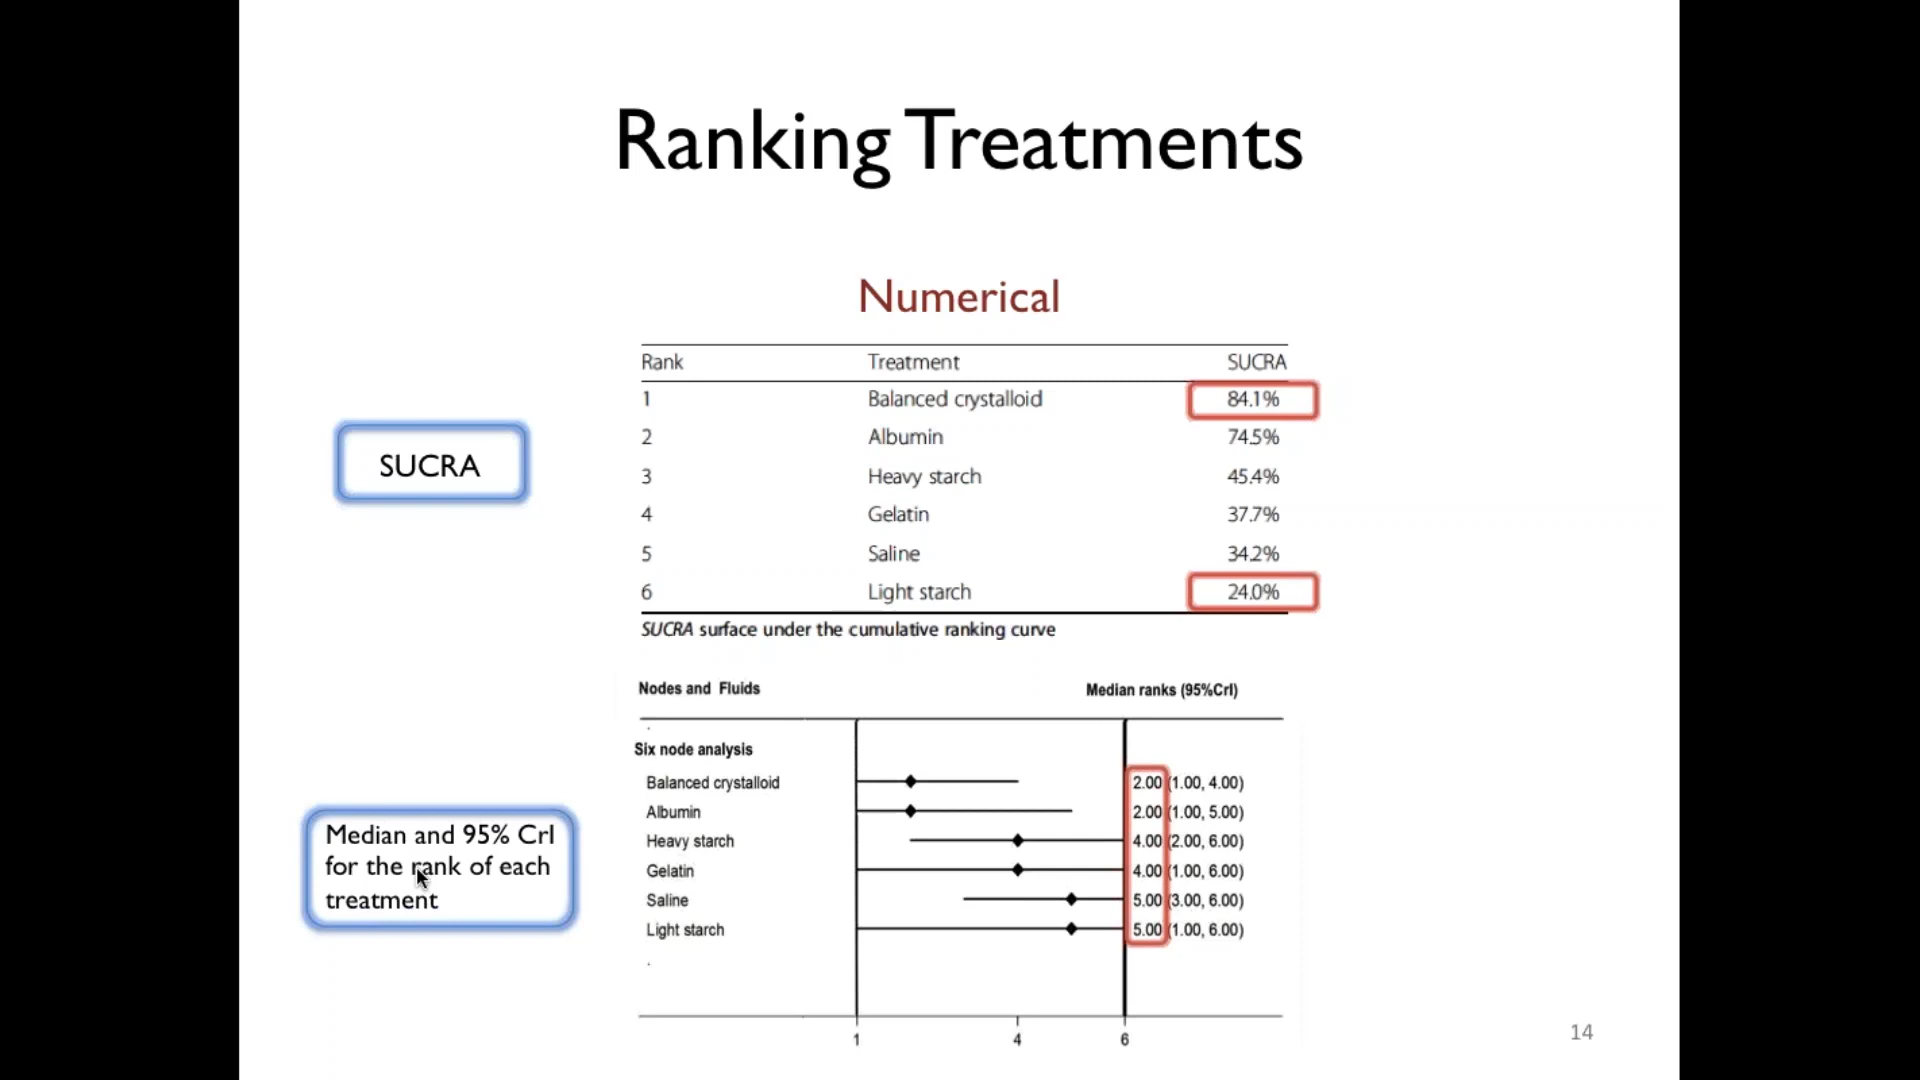 Ranking Treatments
Numerical
Rank Treatment SUCRA
1 Balanced crystalloid 84.1%
2 Albumin 74.5%
3 Heavy starch 45.4%
4 Gelatin 37.7%
5 Saline 34.2%
6 Light starch 24.0%
SUCRA surface under the cumulative ranking curve
SUCRA
Nodes and Fluids Median ranks (95%CrI)
Six node analysis
Balanced crystalloid 2.00 (1.00, 4.00)
Albumin 2.00 (1.00, 5.00)
Heavy starch 4.00 (2.00, 6.00)
Gelatin 4.00 (1.00, 6.00)
Saline 5.00 (3.00, 6.00)
Light starch 5.00 (1.00, 6.00)
1 4 6
Median and 95% CrI
for the rank of each
treatment
14